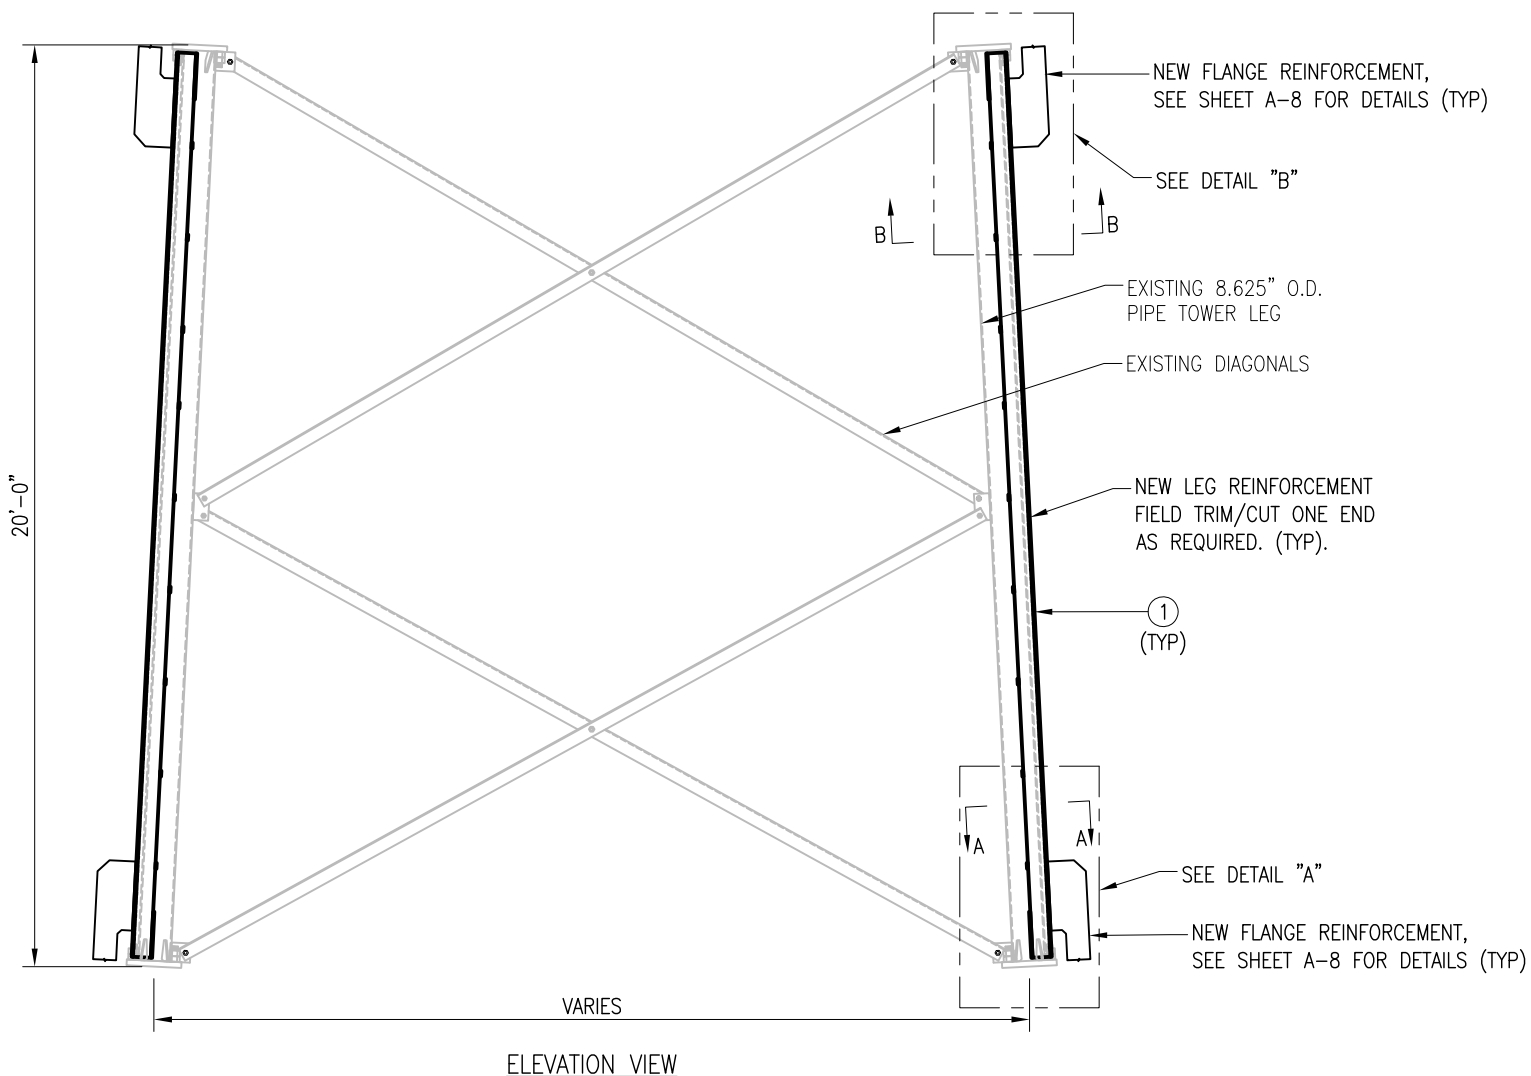 NEW FLANGE REINFORCEMENT,
SEE SHEET A-8 FOR DETAILS (TYP)
SEE DETAIL "B"
B
B
EXISTING 8.625" O.D.
PIPE TOWER LEG
EXISTING DIAGONALS
20'-0"
NEW LEG REINFORCEMENT
FIELD TRIM/CUT ONE END
AS REQUIRED. (TYP).
1
(TYP)
A
A
SEE DETAIL "A"
NEW FLANGE REINFORCEMENT,
SEE SHEET A-8 FOR DETAILS (TYP)
VARIES
ELEVATION VIEW